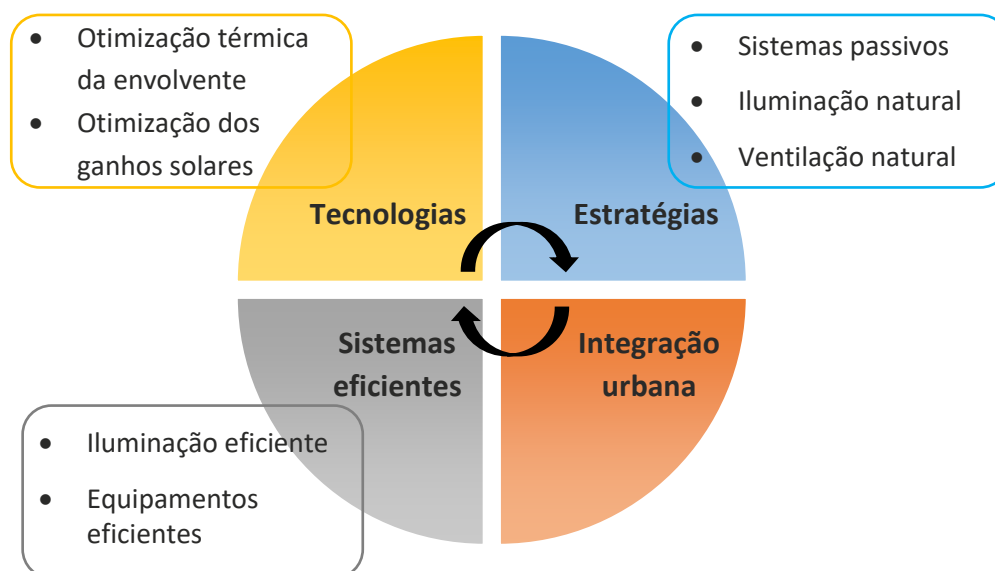 • Otimização térmica
da envolvente
• Otimização dos
ganhos solares
• Sistemas passivos
• Iluminação natural
• Ventilação natural
Tecnologias
Estratégias
Sistemas
eficientes
Integração
urbana
• Iluminação eficiente
• Equipamentos
eficientes